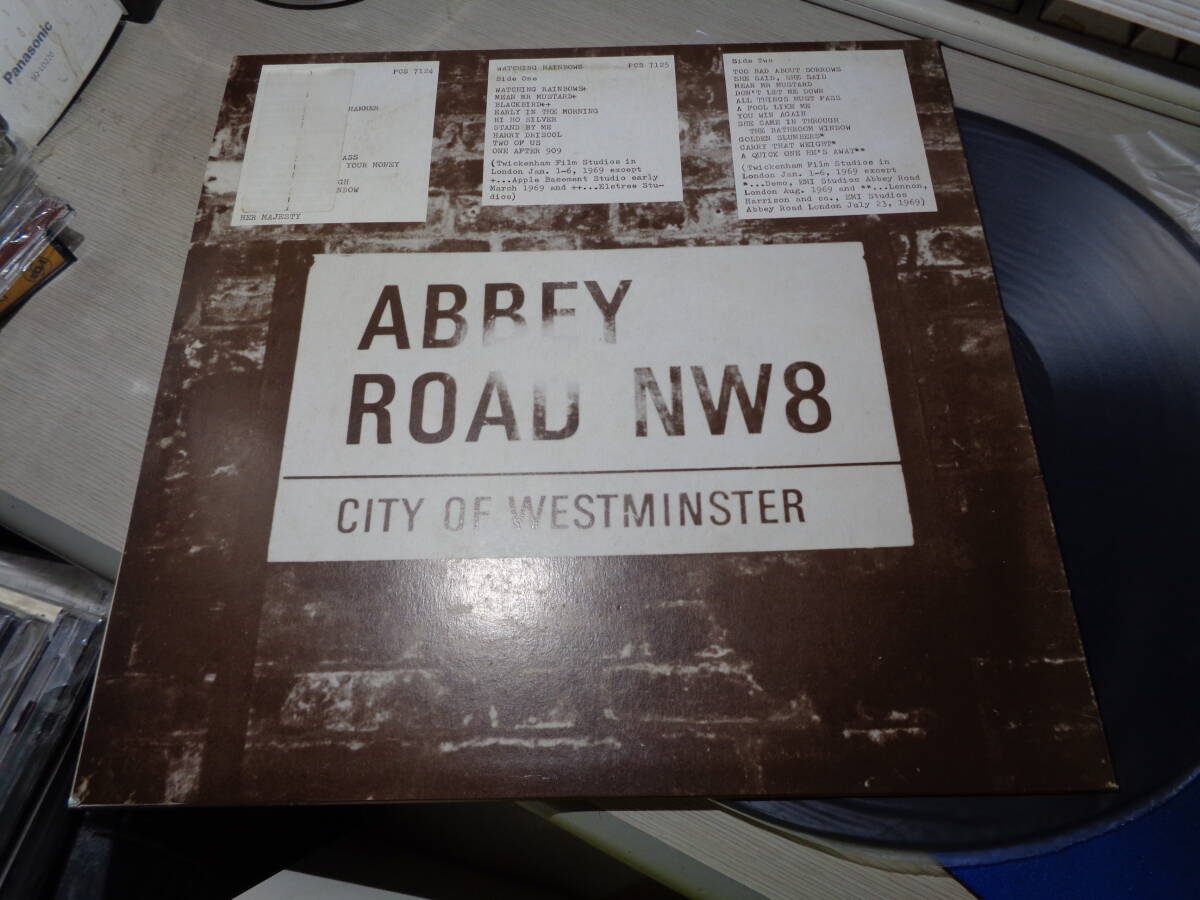 Panasonic
PCS 7124
HAMMER
ASS
YOUR MONEY
GH
NDOW
HER MAJESTY
WATCHING RAINBOWS PCS 7125
Side One
WATCHING RAINBOWS+
MEAN MR MUSTARD+
BLACKBIRD++
EARLY IN THE MORNING
HI HO SILVER
STAND BY ME
HARRY DRISOOL
TWO OF US
ONE AFTER 909
(Twickenham Film Studios in
London Jan. 1-6, 1969 except
+...Apple Basement Studio early
March 1969 and ++...Elstree Stu-
dios)
Side Two
TOO BAD ABOUT SORROWS
SHE SAID, SHE SAID
MEAN MR MUSTARD
DON'T LET ME DOWN
ALL THINGS MUST PASS
A FOOL LIKE ME
YOU WIN AGAIN
SHE CAME IN THROUGH
THE BATHROOM WINDOW
GOLDEN SLUMBERS*
CARRY THAT WEIGHT*
A QUICK ONE HE'S AWAY**
(Twickenham Film Studios in
London Jan. 1-6, 1969 except
*...Demo, EMI Studios Abbey Road
London Aug. 1969 and **...Lennon,
Harrison and co., EMI Studios
Abbey Road London July 23, 1969)
ABBEY
ROAD NW8
CITY OF WESTMINSTER